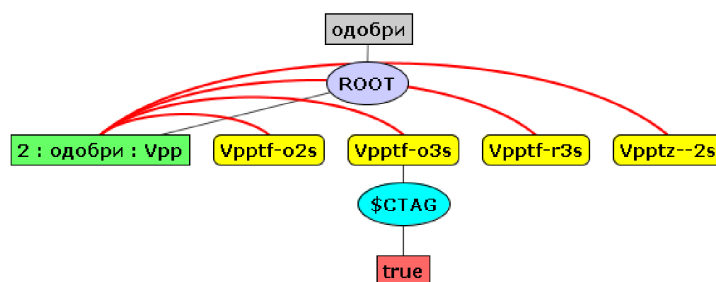 одобри
ROOT
2 : одобри : Vpp
Vpptf-o2s
Vpptf-o3s
Vpptf-r3s
Vpptz--2s
$CTAG
true